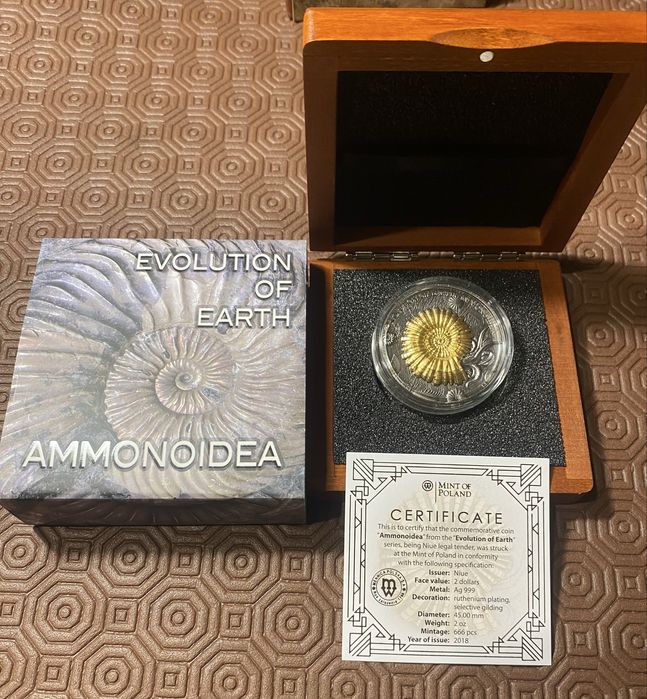 EVOLUTION
OF
EARTH
AMMONOIDEA
MINT OF
POLAND
CERTIFICATE
This is to certify that the commemorative coin
"Ammonoidea" from the "Evolution of Earth"
series, being Niue legal tender, was struck
at the Mint of Poland in conformity
with the following specification:
Issuer: Niue
Face value: 2 dollars
Metal: Ag 999
Decoration: ruthenium plating,
selective gilding
Diameter: 45.00 mm
Weight: 2 oz
Mintage: 666 pcs
Year of issue: 2018